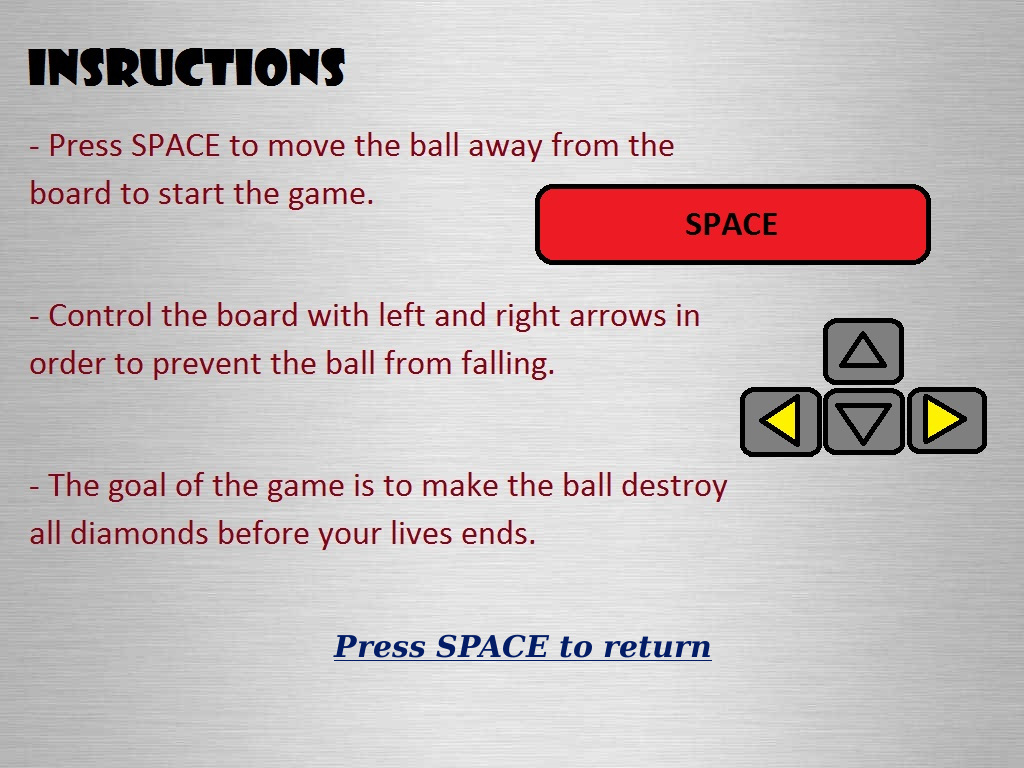 INSRUCTIONS
- Press SPACE to move the ball away from the
board to start the game.
SPACE
- Control the board with left and right arrows in
order to prevent the ball from falling.
- The goal of the game is to make the ball destroy
all diamonds before your lives ends.
Press SPACE to return